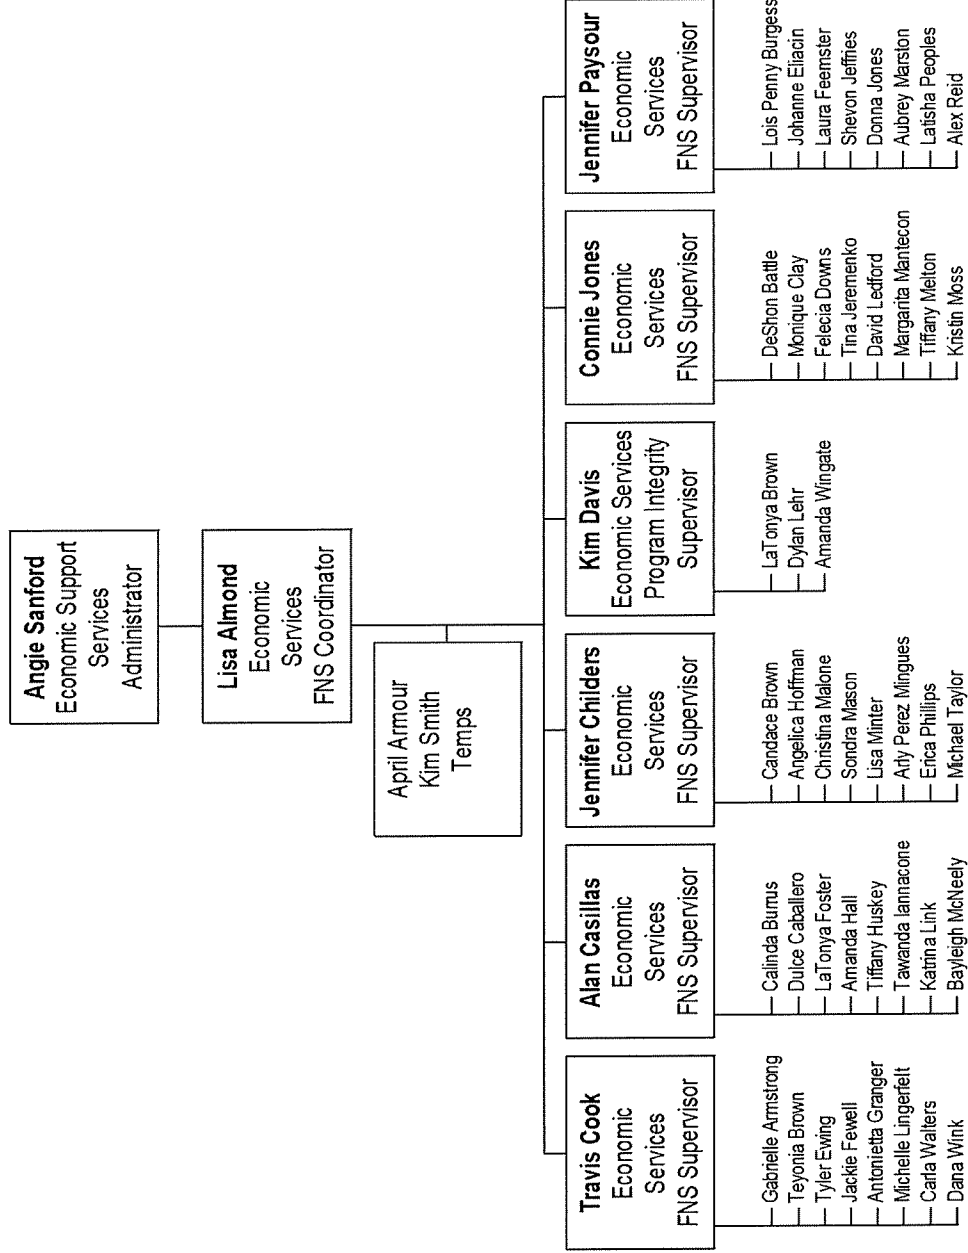 Angie Sanford
Economic Support
Services
Administrator
Lisa Almond
Economic
Services
FNS Coordinator
April Armour
Kim Smith
Temps
Travis Cook
Economic
Services
FNS Supervisor
Gabrielle Armstrong
Teyonia Brown
Tyler Ewing
Jackie Fewell
Antonietta Granger
Michelle Lingerfelt
Carla Walters
Dana Wink
Alan Casillas
Economic
Services
FNS Supervisor
Calinda Burrus
Dulce Caballero
LaTonya Foster
Amanda Hall
Tiffany Huskey
Tawanda Iannacone
Katrina Link
Bayleigh McNeely
Jennifer Childers
Economic
Services
FNS Supervisor
Candace Brown
Angelica Hoffman
Christina Malone
Sondra Mason
Lisa Minter
Arly Perez Mingues
Erica Phillips
Michael Taylor
Kim Davis
Economic Services
Program Integrity
Supervisor
LaTonya Brown
Dylan Lehr
Amanda Wingate
Connie Jones
Economic
Services
FNS Supervisor
DeShon Battle
Monique Clay
Felecia Downs
Tina Jeremenko
David Ledford
Margarita Mantecon
Tiffany Melton
Kristin Moss
Jennifer Paysour
Economic
Services
FNS Supervisor
Lois Penny Burgess
Johanne Eliacin
Laura Feemster
Shevon Jeffries
Donna Jones
Aubrey Marston
Latisha Peoples
Alex Reid